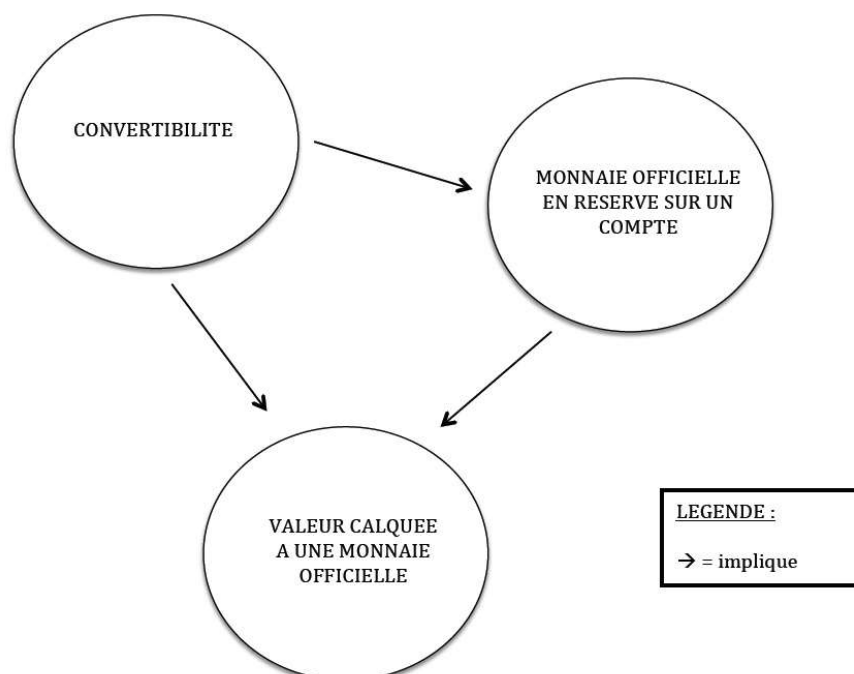 CONVERTIBILITE
MONNAIE OFFICIELLE
EN RESERVE SUR UN
COMPTE
VALEUR CALQUEE
A UNE MONNAIE
OFFICIELLE
LEGENDE :
→ = implique